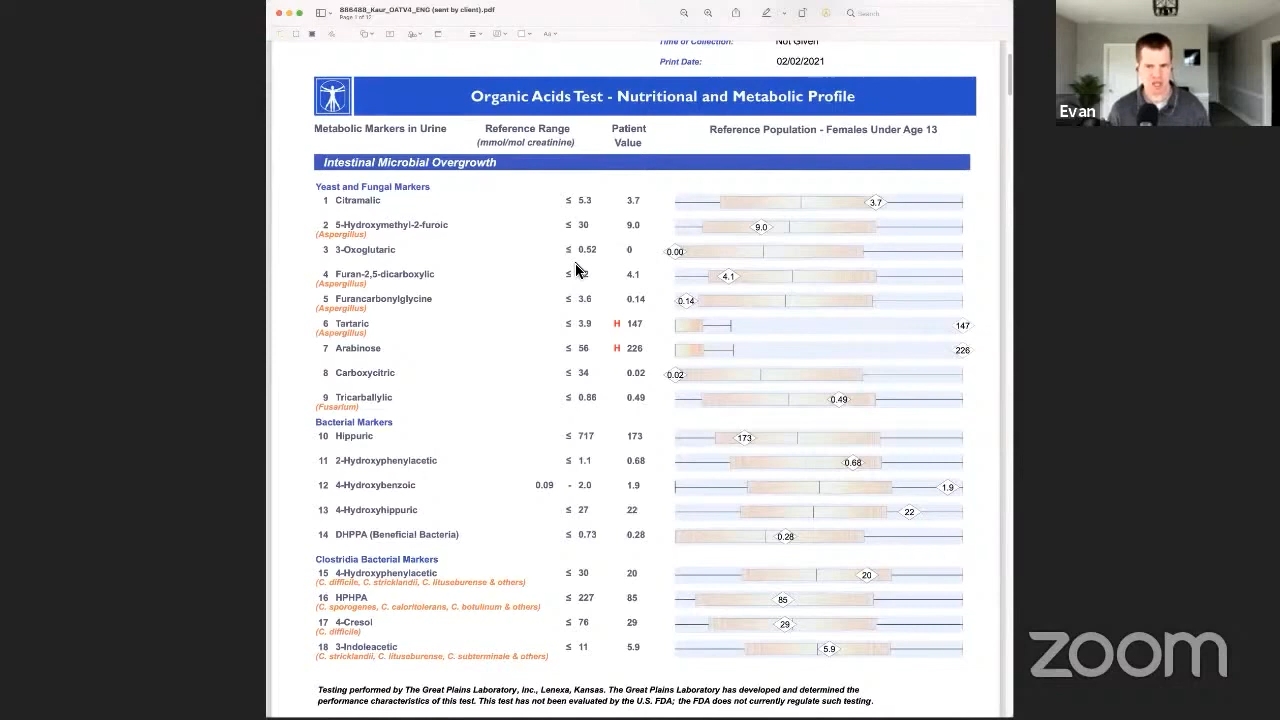 886488_Kaur_OATV4_ENG (sent by client).pdf
Page 1 of 12
Search
Time of Collection: Not Given
Print Date: 02/02/2021
Organic Acids Test - Nutritional and Metabolic Profile
Metabolic Markers in Urine Reference Range Patient Reference Population - Females Under Age 13
(mmol/mol creatinine) Value
Intestinal Microbial Overgrowth
Yeast and Fungal Markers
1 Citramalic ≤ 5.3 3.7 3.7
2 5-Hydroxymethyl-2-furoic ≤ 30 9.0 9.0
(Aspergillus)
3 3-Oxoglutaric ≤ 0.52 0 0.00
4 Furan-2,5-dicarboxylic ≤ 4.1 4.1
(Aspergillus)
5 Furancarbonylglycine ≤ 3.6 0.14 0.14
(Aspergillus)
6 Tartaric ≤ 3.9 H 147 147
(Aspergillus)
7 Arabinose ≤ 56 H 226 226
8 Carboxycitric ≤ 34 0.02 0.02
9 Tricarballylic ≤ 0.86 0.49 0.49
(Fusarium)
Bacterial Markers
10 Hippuric ≤ 717 173 173
11 2-Hydroxyphenylacetic ≤ 1.1 0.68 0.68
12 4-Hydroxybenzoic 0.09 - 2.0 1.9 1.9
13 4-Hydroxyhippuric ≤ 27 22 22
14 DHPPA (Beneficial Bacteria) ≤ 0.73 0.28 0.28
Clostridia Bacterial Markers
15 4-Hydroxyphenylacetic ≤ 30 20 20
(C. difficile, C. stricklandii, C. lituseburense & others)
16 HPHPA ≤ 227 85 85
(C. sporogenes, C. caloritolerans, C. botulinum & others)
17 4-Cresol ≤ 76 29 29
(C. difficile)
18 3-Indoleacetic ≤ 11 5.9 5.9
(C. stricklandii, C. lituseburense, C. subterminale & others)
Testing performed by The Great Plains Laboratory, Inc., Lenexa, Kansas. The Great Plains Laboratory has developed and determined the
performance characteristics of this test. This test has not been evaluated by the U.S. FDA; the FDA does not currently regulate such testing.
Evan
zoom